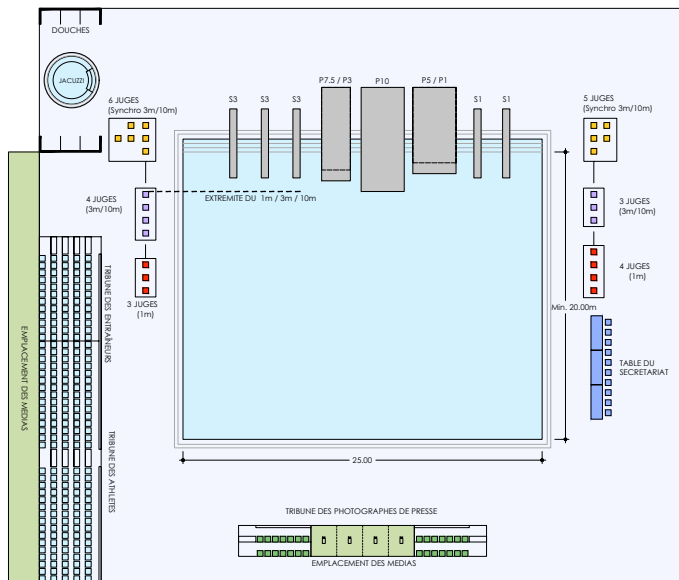 DOUCHES
JACUZZI
P7.5 / P3
P10
P5 / P1
S3
S3
S3
S1
S1
6 JUGES
(Synchro 3m/10m)
5 JUGES
(Synchro 3m/10m)
4 JUGES
(3m/10m)
EXTREMITE DU 1m / 3m / 10m
3 JUGES
(3m/10m)
3 JUGES
(1m)
4 JUGES
(1m)
Min. 20.00m
TABLE DU
SECRETARIAT
TRIBUNE DES ENTRAÎNEURS
EMPLACEMENT DES MEDIAS
TRIBUNE DES ATHLETES
25.00
TRIBUNE DES PHOTOGRAPHES DE PRESSE
EMPLACEMENT DES MEDIAS